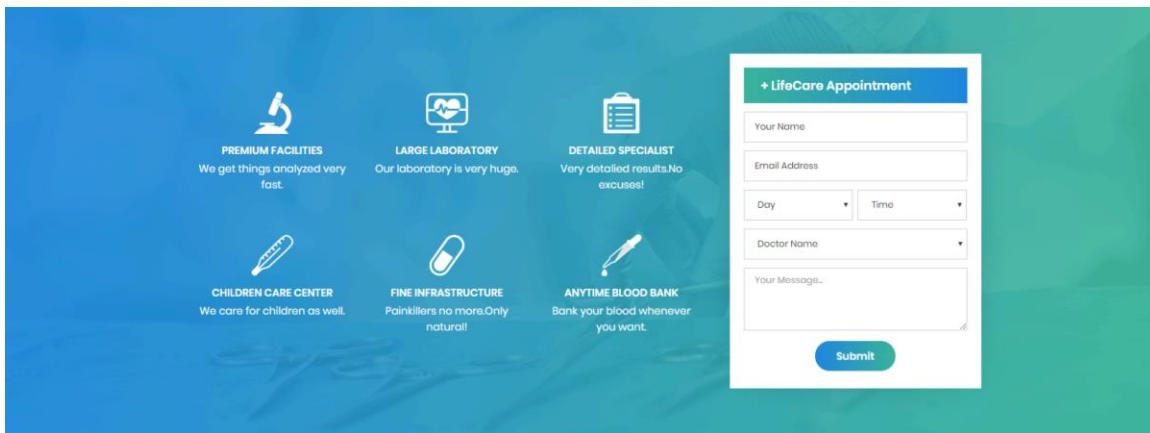 PREMIUM FACILITIES
We get things analyzed very
fast.
LARGE LABORATORY
Our laboratory is very huge.
DETAILED SPECIALIST
Very detalied results.No
excuses!
CHILDREN CARE CENTER
We care for children as well.
FINE INFRASTRUCTURE
Painkillers no more.Only
natural!
ANYTIME BLOOD BANK
Bank your blood whenever
you want.
+ LifeCare Appointment
Your Name
Email Address
Day
Time
Doctor Name
Your Message...
Submit